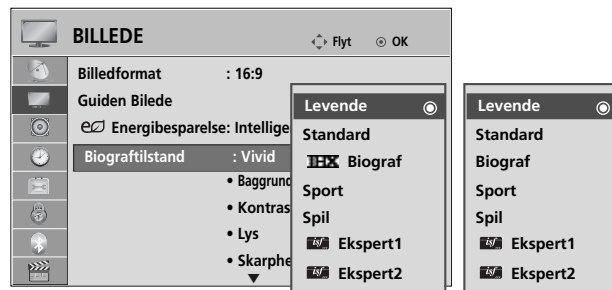 BILLEDE
Flyt OK
Billedformat : 16:9
Guiden Bilede
Energibesparelse: Intellige
Biograftilstand : Vivid
• Baggrund
• Kontras
• Lys
• Skarphe
Levende
Standard
THX Biograf
Sport
Spil
isf Ekspert1
isf Ekspert2
Levende
Standard
Biograf
Sport
Spil
isf Ekspert1
isf Ekspert2